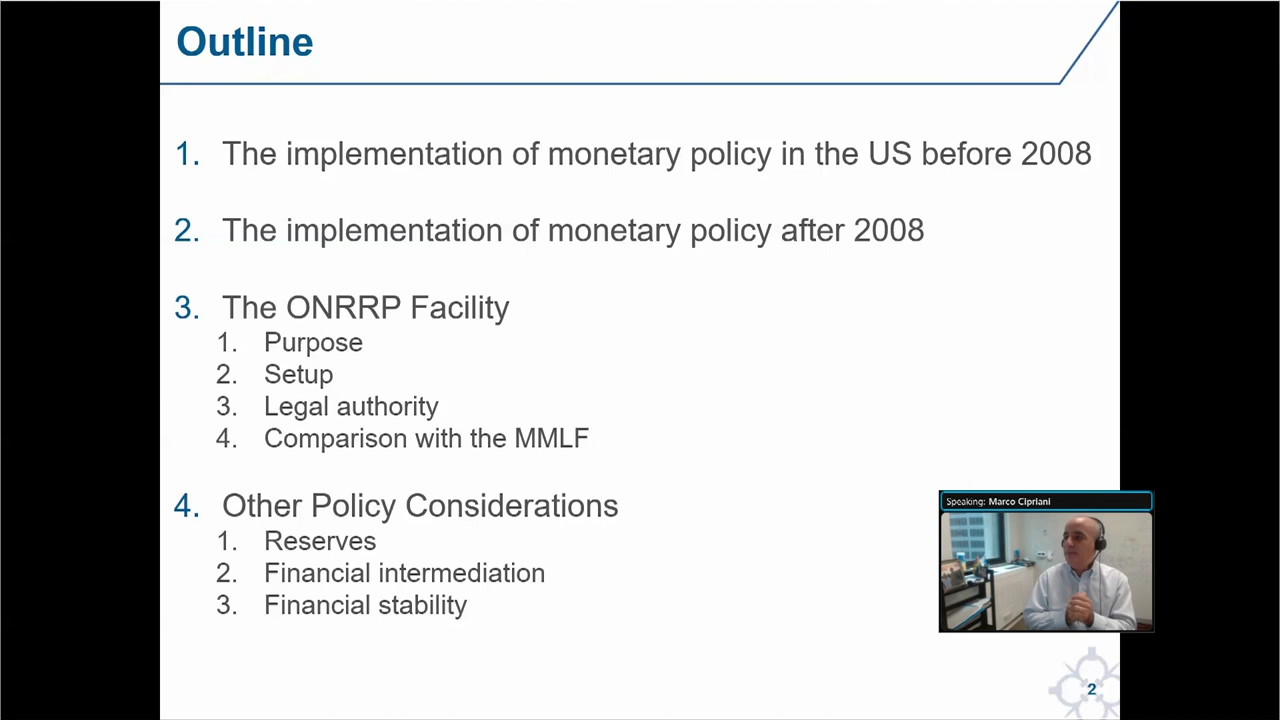 Outline
1. The implementation of monetary policy in the US before 2008
2. The implementation of monetary policy after 2008
3. The ONRRP Facility
1. Purpose
2. Setup
3. Legal authority
4. Comparison with the MMLF
4. Other Policy Considerations
1. Reserves
2. Financial intermediation
3. Financial stability
Speaking: Marco Cipriani
2